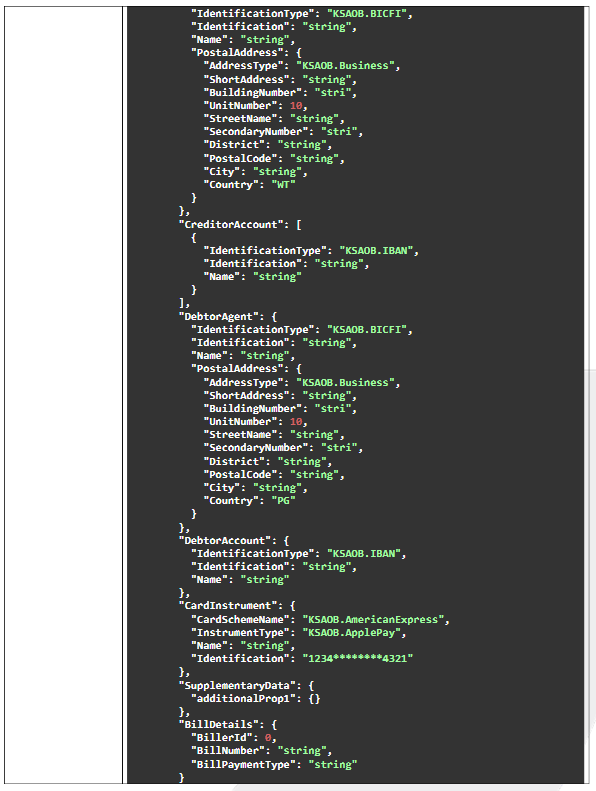 "IdentificationType": "KSAOB.BICFI",
"Identification": "string",
"Name": "string",
"PostalAddress": {
"AddressType": "KSAOB.Business",
"ShortAddress": "string",
"BuildingNumber": "stri",
"UnitNumber": 10,
"StreetName": "string",
"SecondaryNumber": "stri",
"District": "string",
"PostalCode": "string",
"City": "string",
"Country": "WT"
}
},
"CreditorAccount": [
{
"IdentificationType": "KSAOB.IBAN",
"Identification": "string",
"Name": "string"
}
],
"DebtorAgent": {
"IdentificationType": "KSAOB.BICFI",
"Identification": "string",
"Name": "string",
"PostalAddress": {
"AddressType": "KSAOB.Business",
"ShortAddress": "string",
"BuildingNumber": "stri",
"UnitNumber": 10,
"StreetName": "string",
"SecondaryNumber": "stri",
"District": "string",
"PostalCode": "string",
"City": "string",
"Country": "PG"
}
},
"DebtorAccount": {
"IdentificationType": "KSAOB.IBAN",
"Identification": "string",
"Name": "string"
},
"CardInstrument": {
"CardSchemeName": "KSAOB.AmericanExpress",
"InstrumentType": "KSAOB.ApplePay",
"Name": "string",
"Identification": "1234********4321"
},
"SupplementaryData": {
"additionalProp1": {}
},
"BillDetails": {
"BillerId": 0,
"BillNumber": "string",
"BillPaymentType": "string"
}